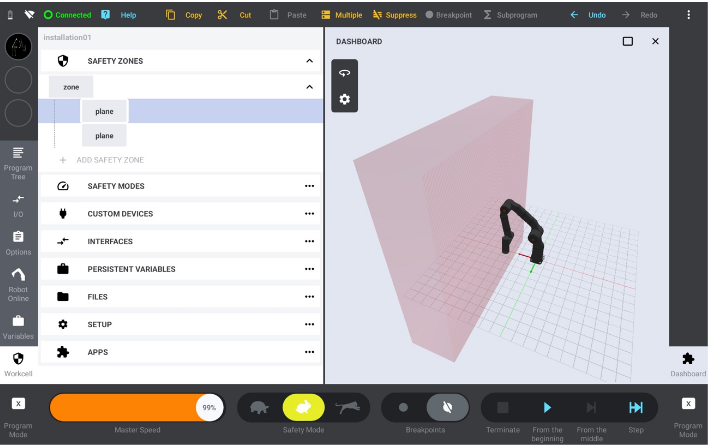 Connected
Help
Copy
Cut
Paste
Multiple
Suppress
Breakpoint
Subprogram
Undo
Redo
installation01
SAFETY ZONES
zone
plane
plane
+ ADD SAFETY ZONE
SAFETY MODES
CUSTOM DEVICES
INTERFACES
PERSISTENT VARIABLES
FILES
SETUP
APPS
Program
Tree
I/O
Options
Robot
Online
Variables
Workcell
DASHBOARD
Dashboard
X
Program
Mode
99%
Master Speed
Safety Mode
Breakpoints
Terminate
From the
beginning
From the
middle
Step
X
Program
Mode